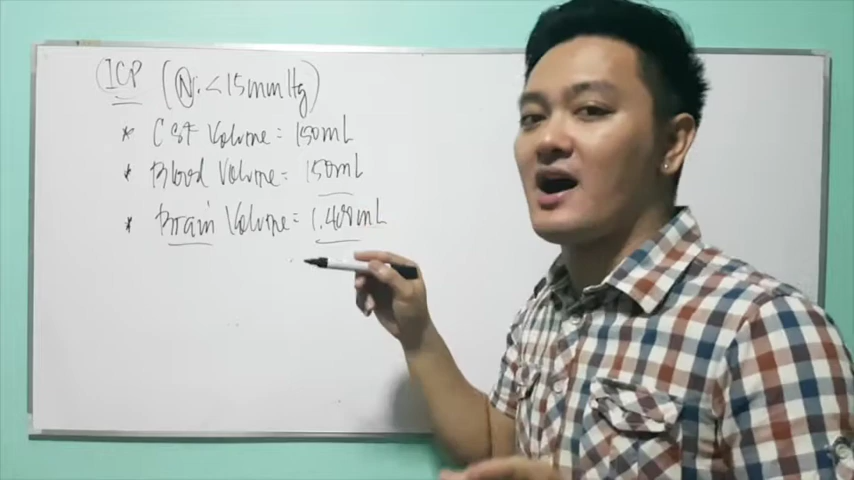 ICP (N: <15mmHg)
* CSF Volume = 150mL
* Blood Volume = 150mL
* Brain Volume = 1,400mL